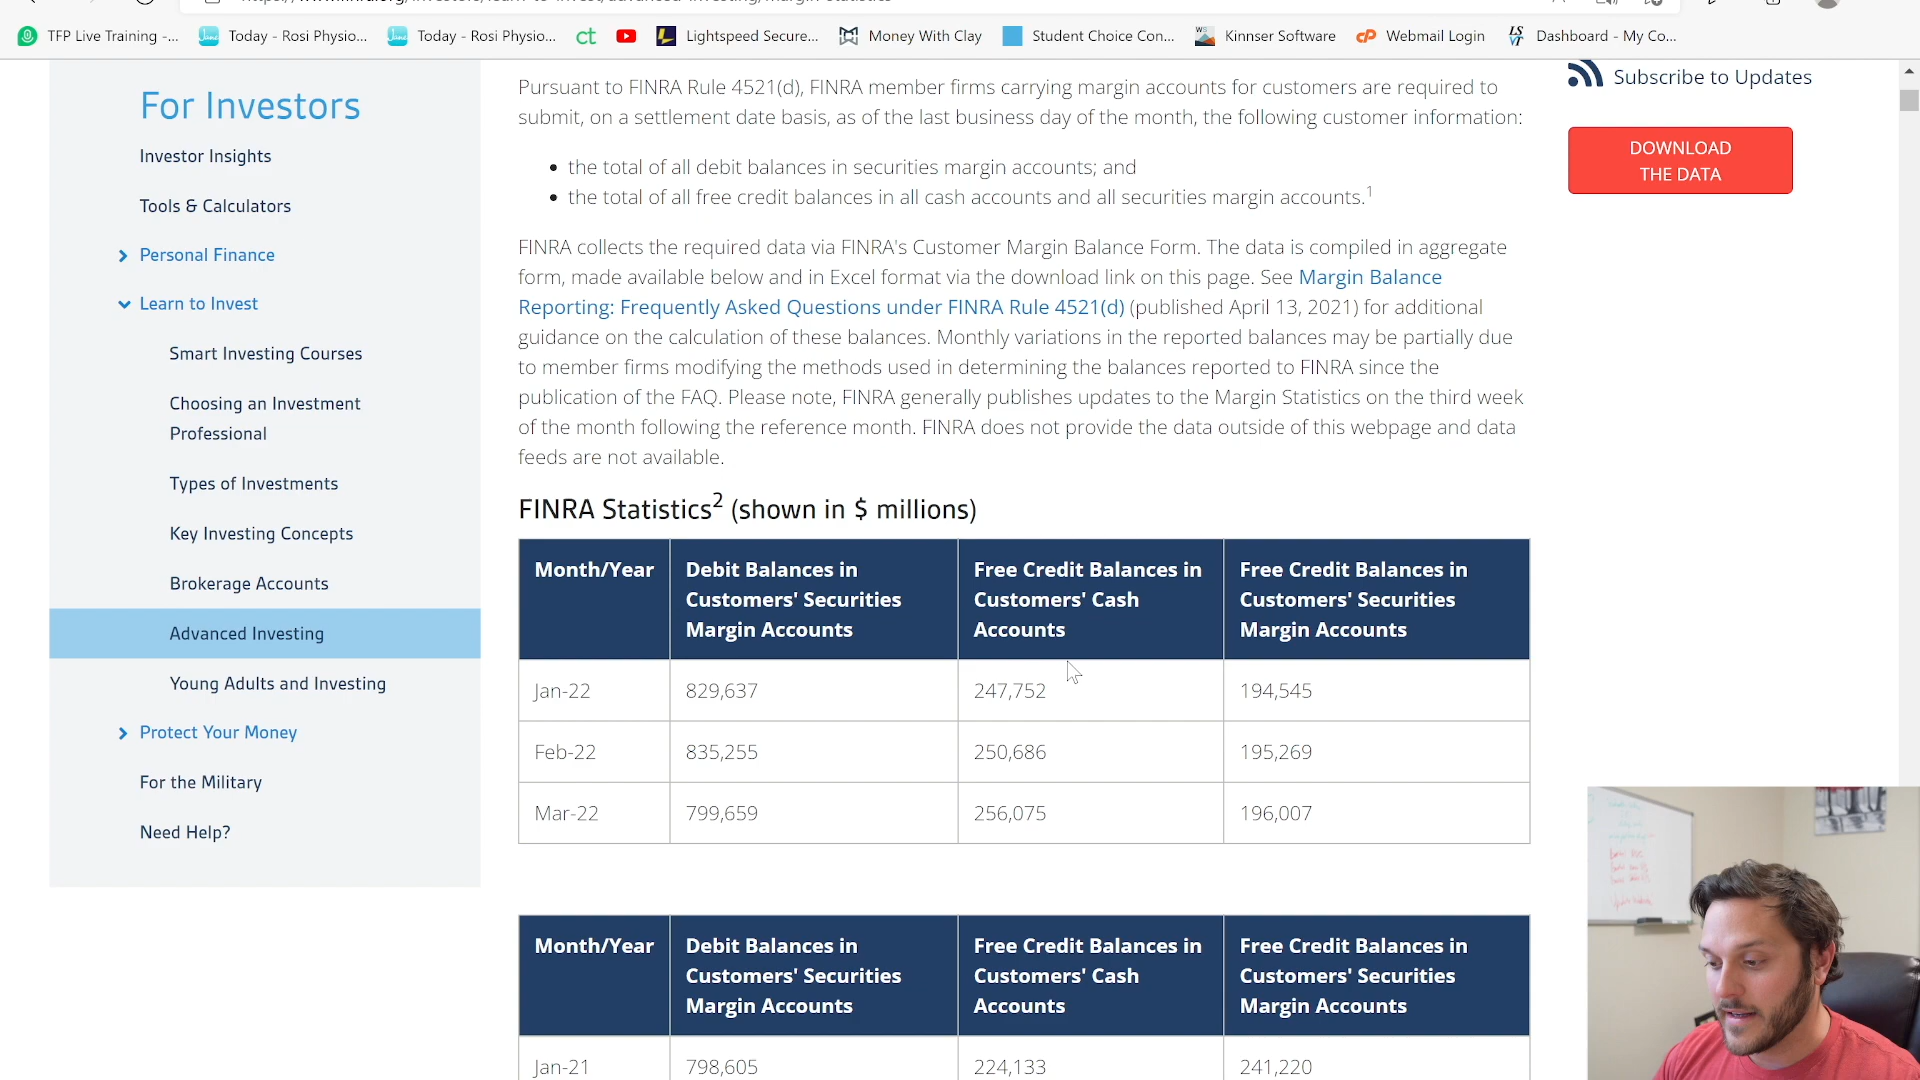 TFP Live Training -...
Today - Rosi Physio...
Today - Rosi Physio...
ct
Lightspeed Secure...
Money With Clay
Student Choice Con...
Kinnser Software
cP Webmail Login
Dashboard - My Co...
For Investors
Investor Insights
Tools & Calculators
Personal Finance
Learn to Invest
Smart Investing Courses
Choosing an Investment
Professional
Types of Investments
Key Investing Concepts
Brokerage Accounts
Advanced Investing
Young Adults and Investing
Protect Your Money
For the Military
Need Help?
Pursuant to FINRA Rule 4521(d), FINRA member firms carrying margin accounts for customers are required to
submit, on a settlement date basis, as of the last business day of the month, the following customer information:
• the total of all debit balances in securities margin accounts; and
• the total of all free credit balances in all cash accounts and all securities margin accounts.1
FINRA collects the required data via FINRA's Customer Margin Balance Form. The data is compiled in aggregate
form, made available below and in Excel format via the download link on this page. See Margin Balance
Reporting: Frequently Asked Questions under FINRA Rule 4521(d) (published April 13, 2021) for additional
guidance on the calculation of these balances. Monthly variations in the reported balances may be partially due
to member firms modifying the methods used in determining the balances reported to FINRA since the
publication of the FAQ. Please note, FINRA generally publishes updates to the Margin Statistics on the third week
of the month following the reference month. FINRA does not provide the data outside of this webpage and data
feeds are not available.
FINRA Statistics2 (shown in $ millions)
Month/Year
Debit Balances in
Customers' Securities
Margin Accounts
Free Credit Balances in
Customers' Cash
Accounts
Free Credit Balances in
Customers' Securities
Margin Accounts
Jan-22 829,637 247,752 194,545
Feb-22 835,255 250,686 195,269
Mar-22 799,659 256,075 196,007
Month/Year
Debit Balances in
Customers' Securities
Margin Accounts
Free Credit Balances in
Customers' Cash
Accounts
Free Credit Balances in
Customers' Securities
Margin Accounts
Jan-21 798,605 224,133 241,220
Subscribe to Updates
DOWNLOAD
THE DATA